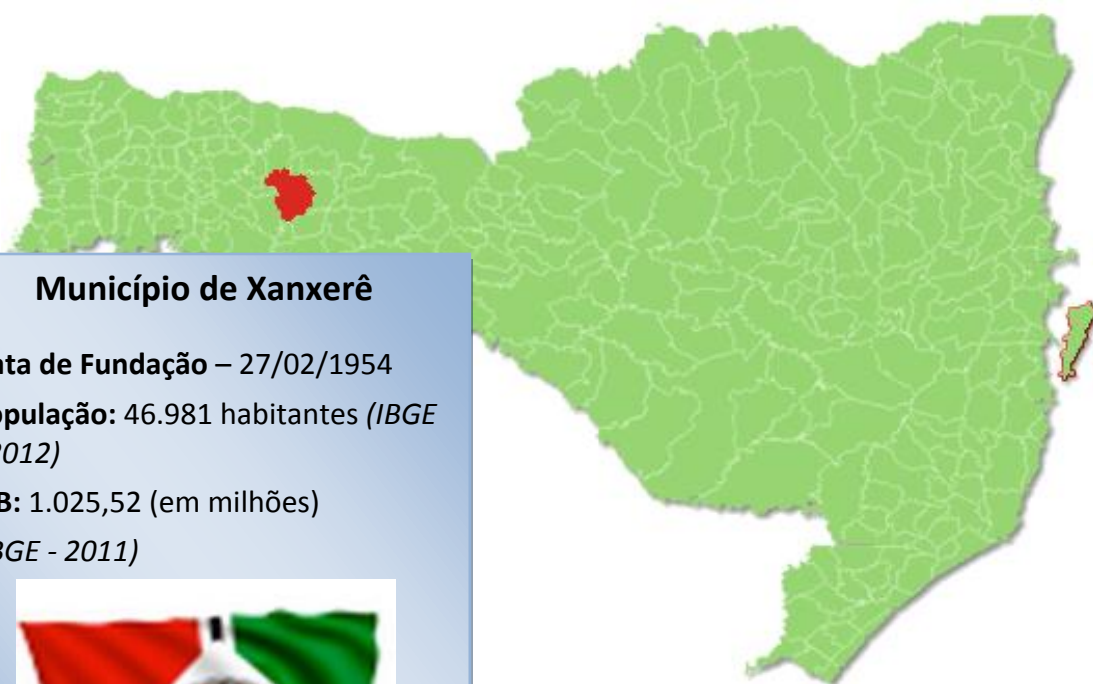 Município de Xanxerê
ata de Fundação – 27/02/1954
opulação: 46.981 habitantes (IBGE
2012)
B: 1.025,52 (em milhões)
BGE - 2011)